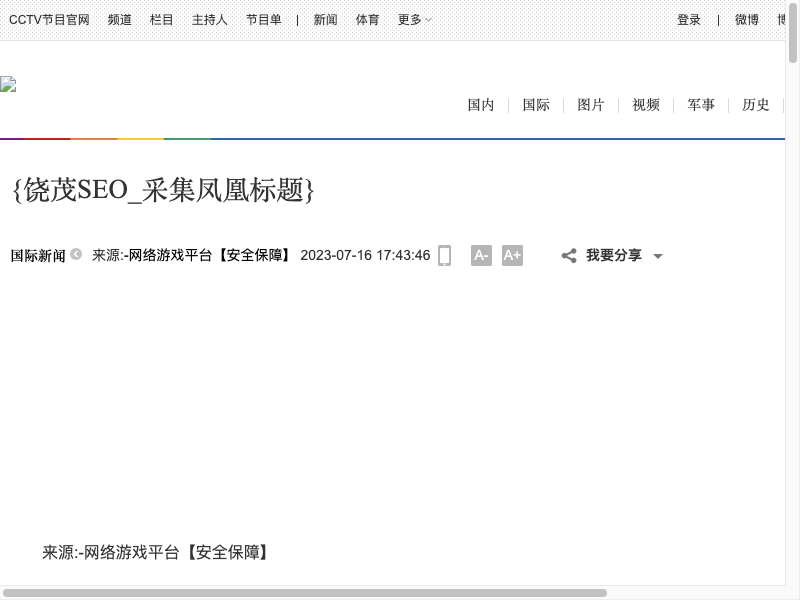 CCTV节目官网 频道 栏目 主持人 节目单 | 新闻 体育 更多 登录 | 微博
国内 国际 图片 视频 军事 历史
{饶茂SEO_采集凤凰标题}
国际新闻 来源:-网络游戏平台【安全保障】 2023-07-16 17:43:46 A- A+ 我要分享
来源:-网络游戏平台【安全保障】